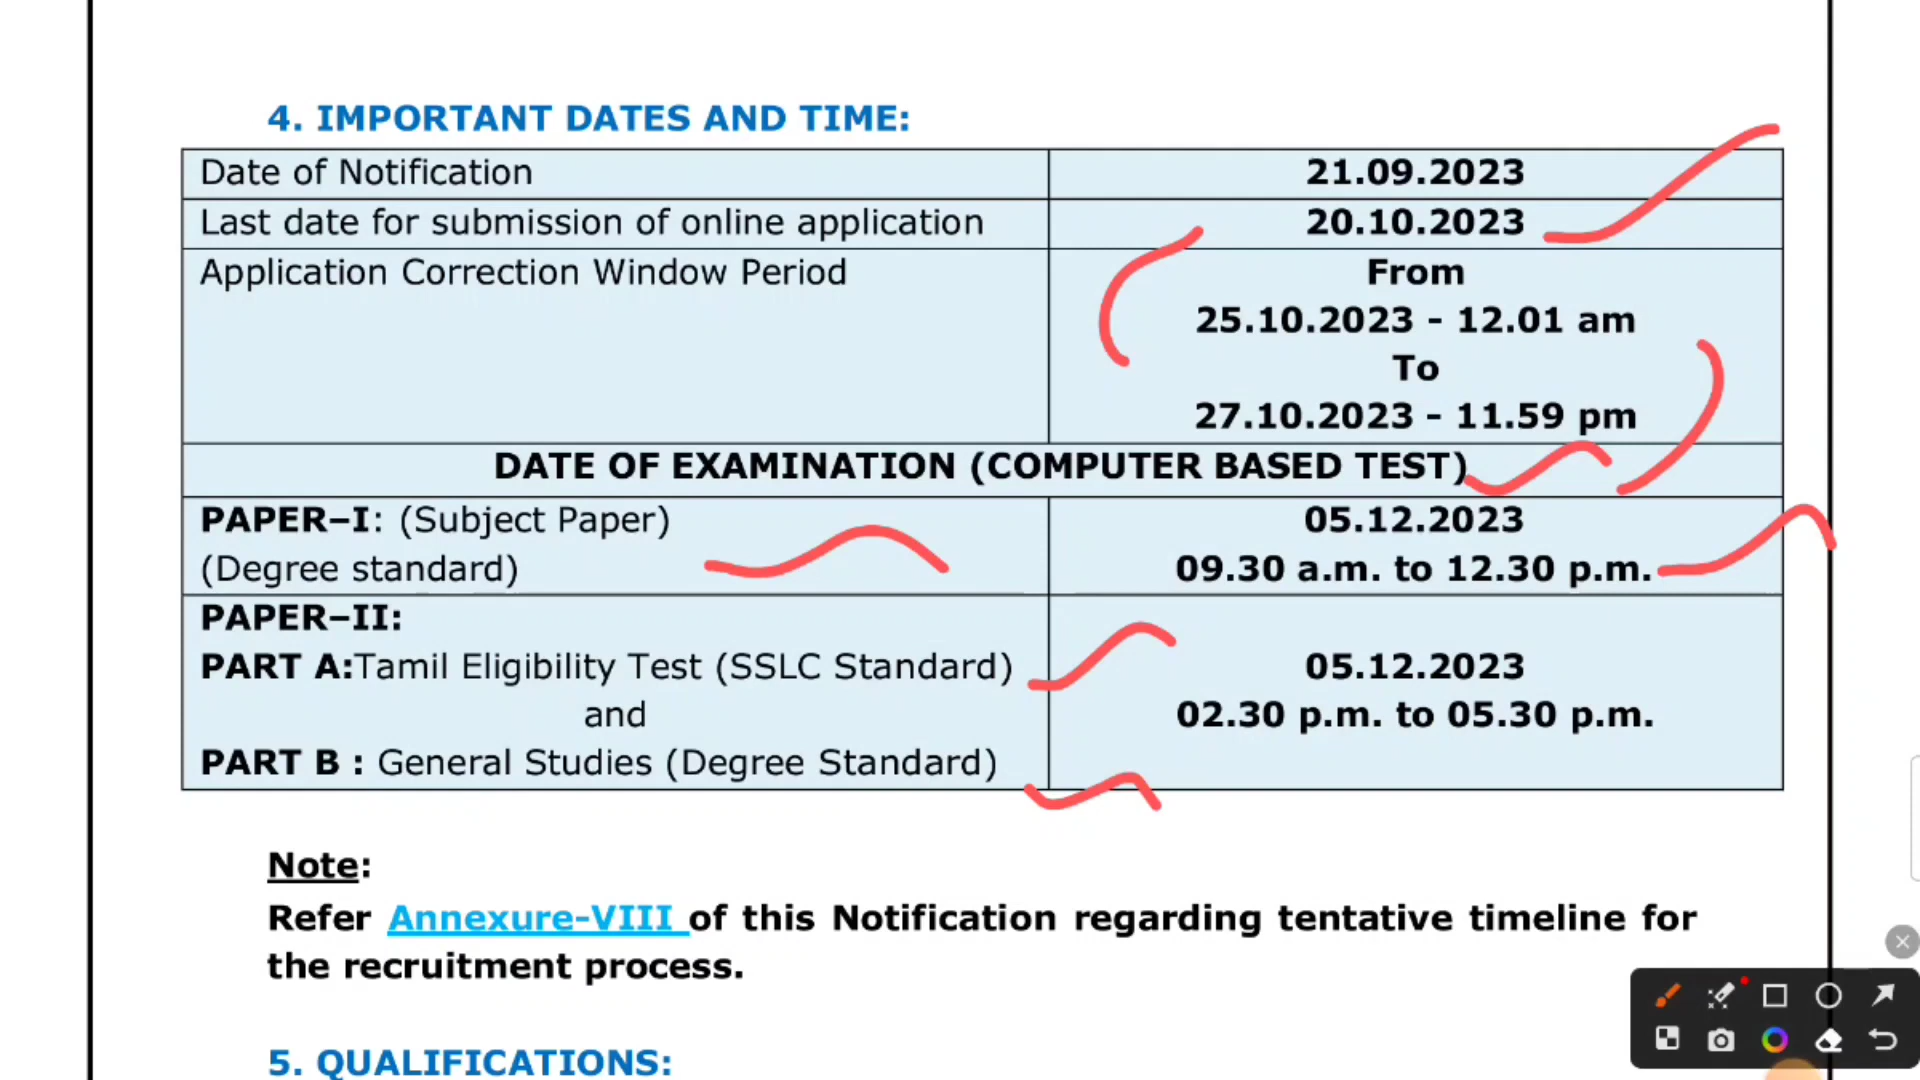 4. IMPORTANT DATES AND TIME:
Date of Notification
21.09.2023
Last date for submission of online application
20.10.2023
Application Correction Window Period
From
25.10.2023 - 12.01 am
To
27.10.2023 - 11.59 pm
DATE OF EXAMINATION (COMPUTER BASED TEST)
PAPER–I: (Subject Paper)
(Degree standard)
05.12.2023
09.30 a.m. to 12.30 p.m.
PAPER–II:
PART A:Tamil Eligibility Test (SSLC Standard)
and
PART B : General Studies (Degree Standard)
05.12.2023
02.30 p.m. to 05.30 p.m.
Note:
Refer Annexure-VIII of this Notification regarding tentative timeline for
the recruitment process.
5. QUALIFICATIONS: